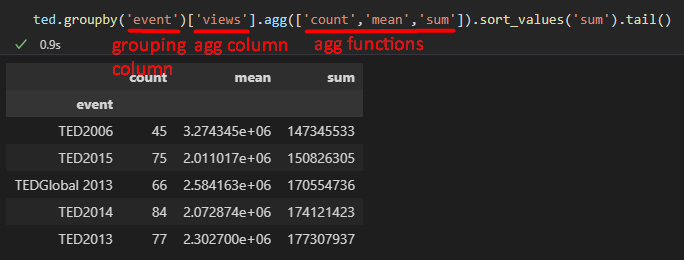 ted.groupby('event')['views'].agg(['count','mean','sum']).sort_values('sum').tail()
✓ 0.9s
grouping column
agg column
agg functions
count mean sum
event
TED2006 45 3.274345e+06 147345533
TED2015 75 2.011017e+06 150826305
TEDGlobal 2013 66 2.584163e+06 170554736
TED2014 84 2.072874e+06 174121423
TED2013 77 2.302700e+06 177307937